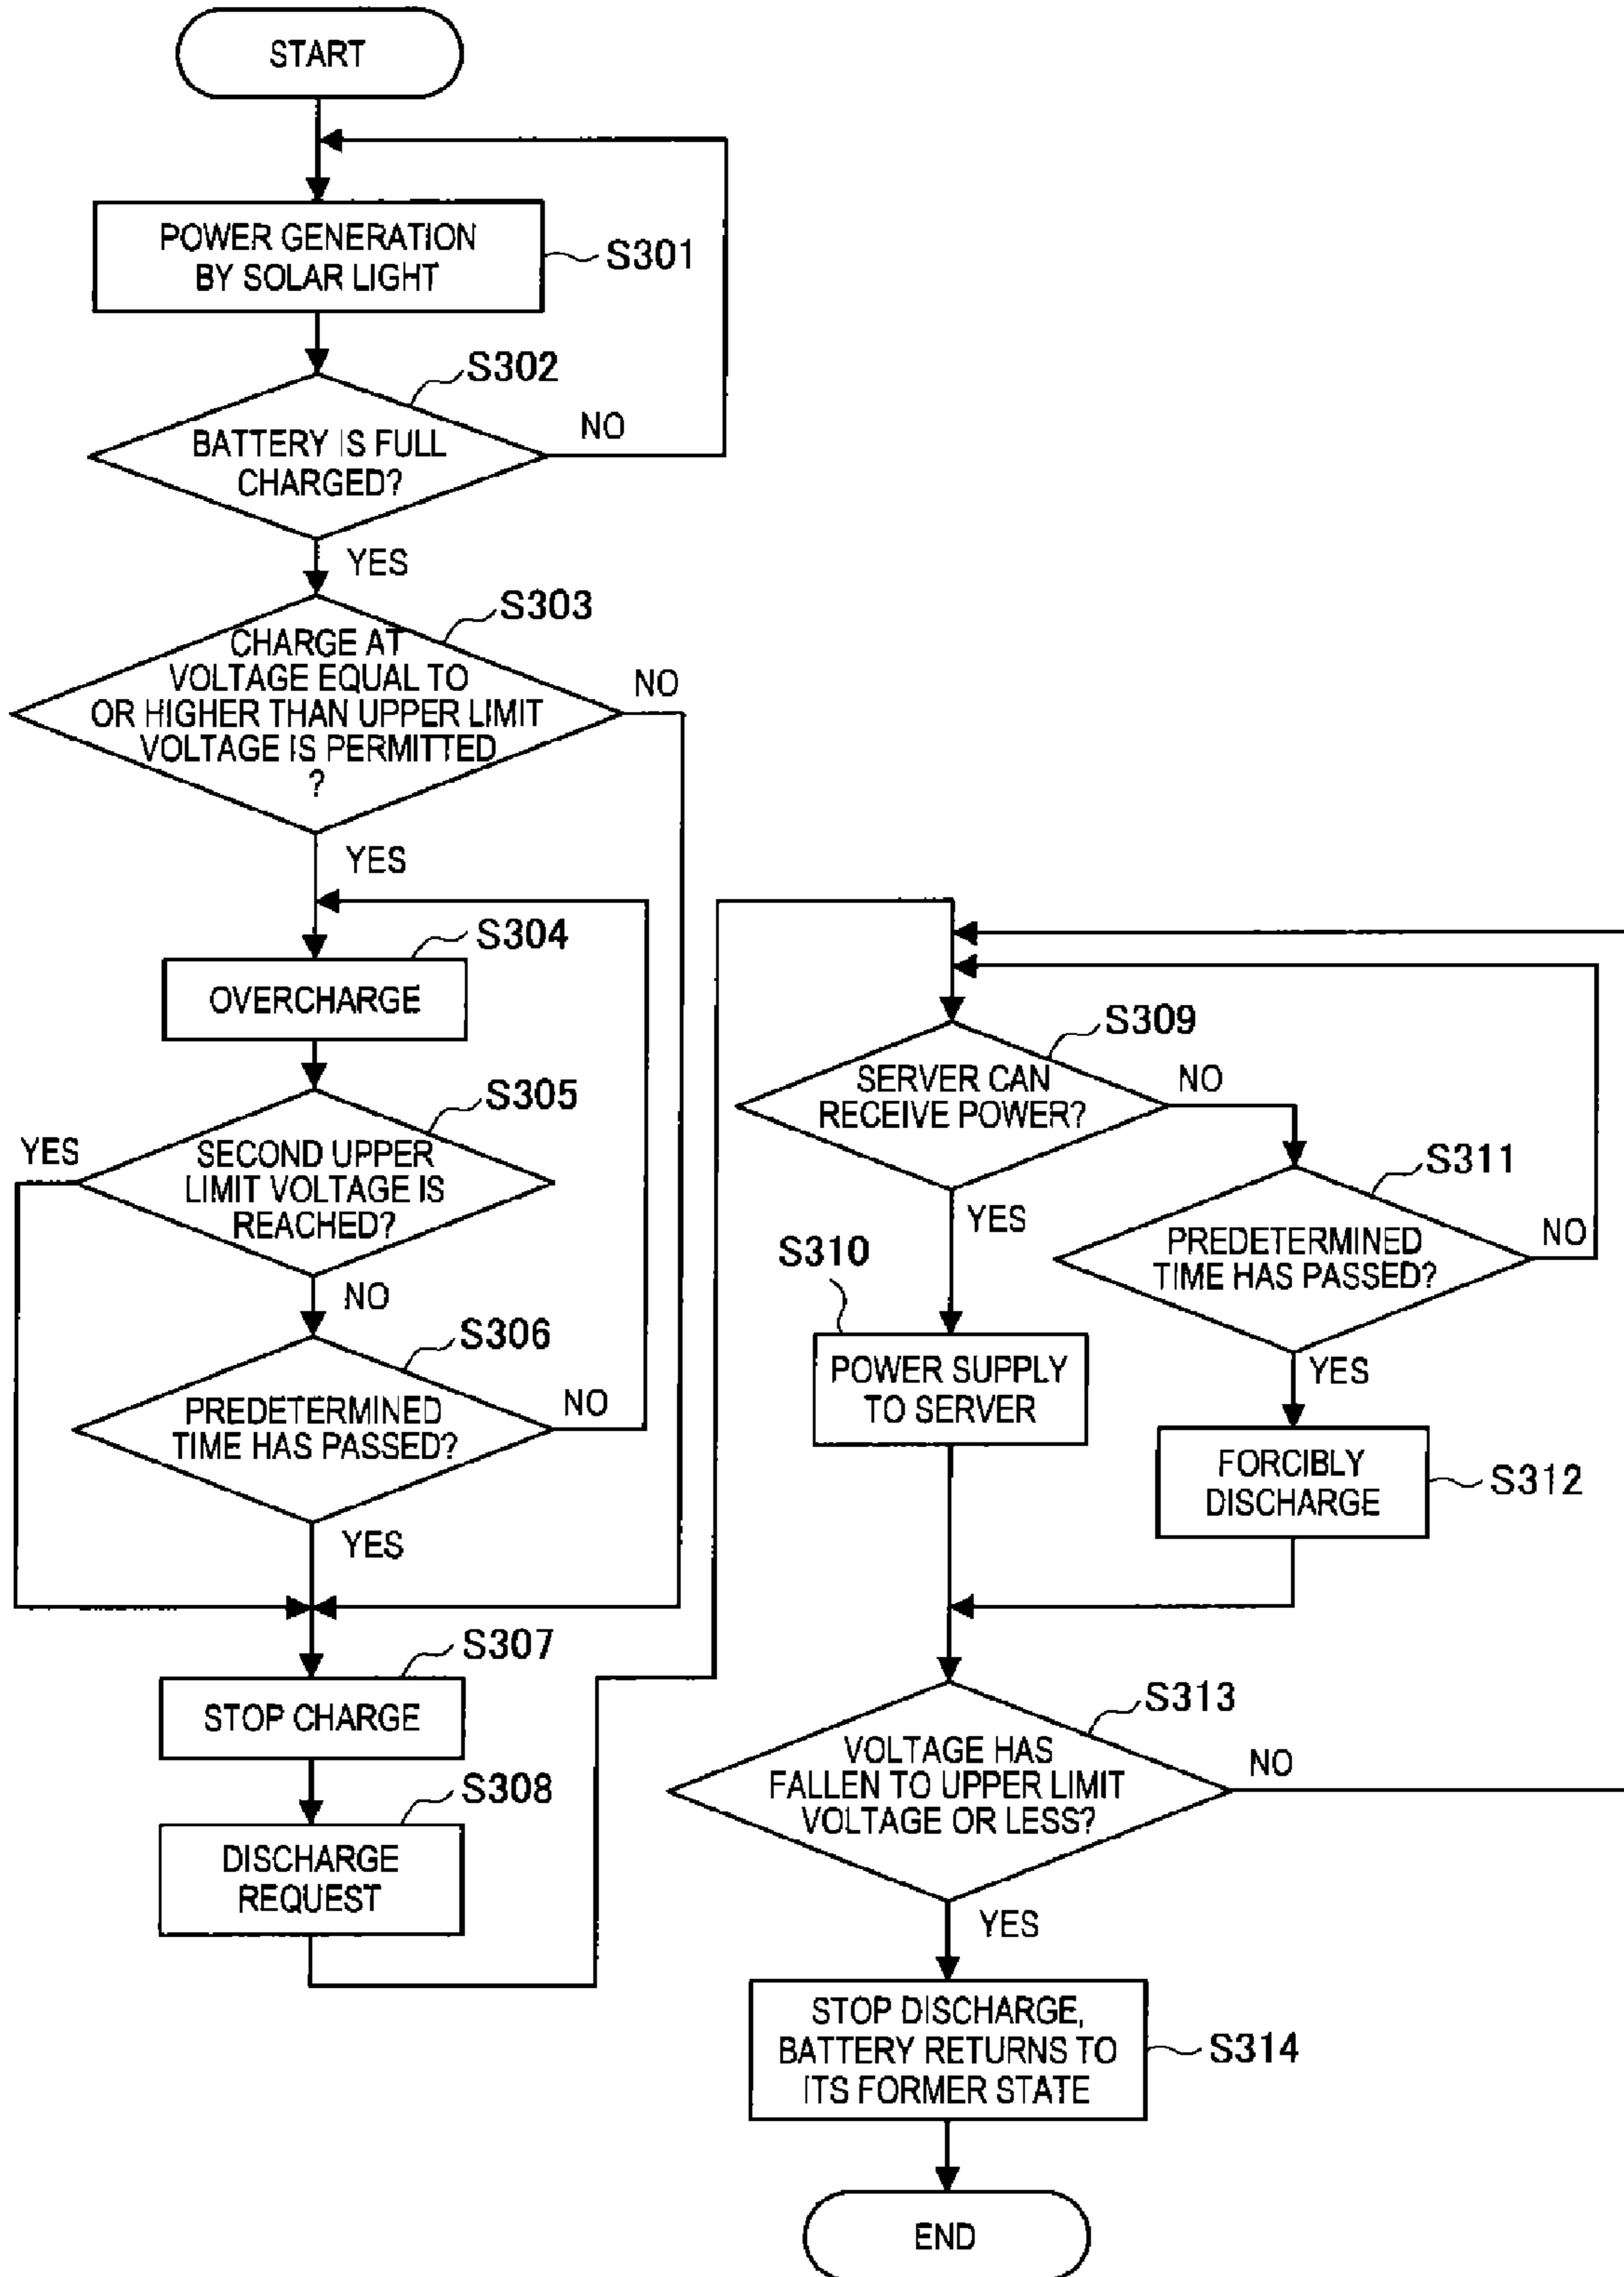 START
POWER GENERATION
BY SOLAR LIGHT
S301
S302
BATTERY IS FULL
CHARGED?
NO
YES
S303
CHARGE AT
VOLTAGE EQUAL TO
OR HIGHER THAN UPPER LIMIT
VOLTAGE IS PERMITTED
?
NO
YES
S304
OVERCHARGE
S305
YES
SECOND UPPER
LIMIT VOLTAGE IS
REACHED?
NO
S306
PREDETERMINED
TIME HAS PASSED?
NO
YES
S307
STOP CHARGE
S308
DISCHARGE
REQUEST
S309
SERVER CAN
RECEIVE POWER?
NO
YES
S310
POWER SUPPLY
TO SERVER
S311
PREDETERMINED
TIME HAS PASSED?
NO
YES
FORCIBLY
DISCHARGE
S312
S313
VOLTAGE HAS
FALLEN TO UPPER LIMIT
VOLTAGE OR LESS?
NO
YES
STOP DISCHARGE,
BATTERY RETURNS TO
ITS FORMER STATE
S314
END